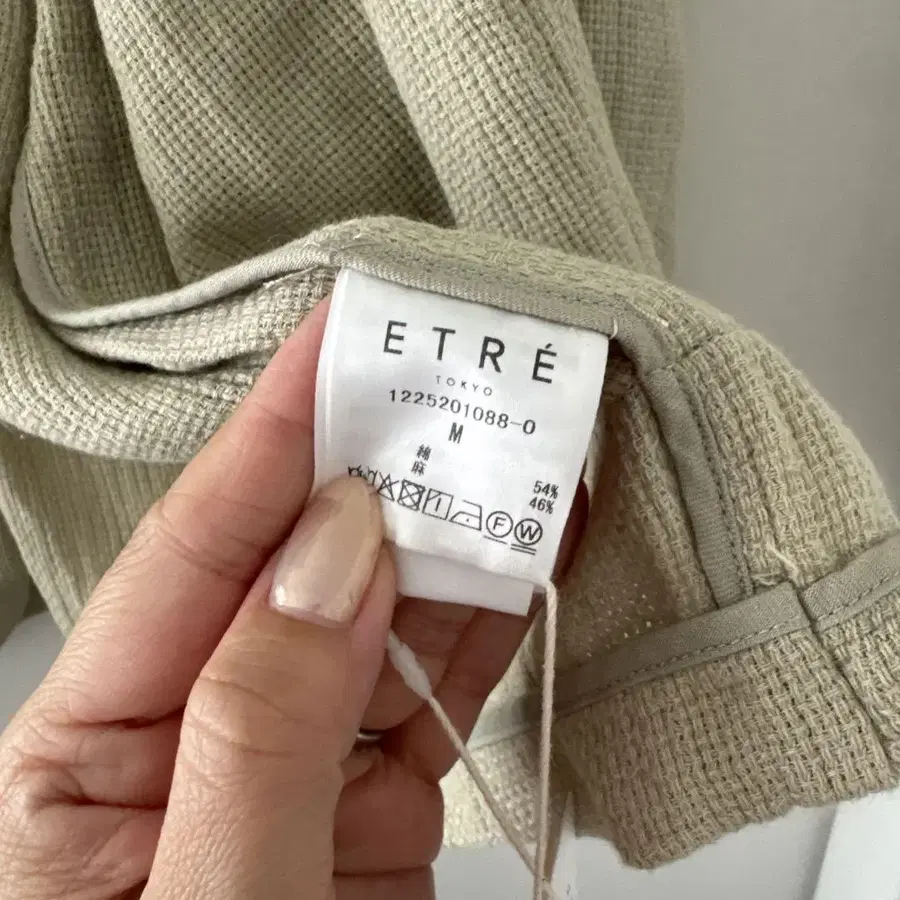 ETRÉ
TOKYO
1225201088-0
M
綿 54%
麻 46%
F W